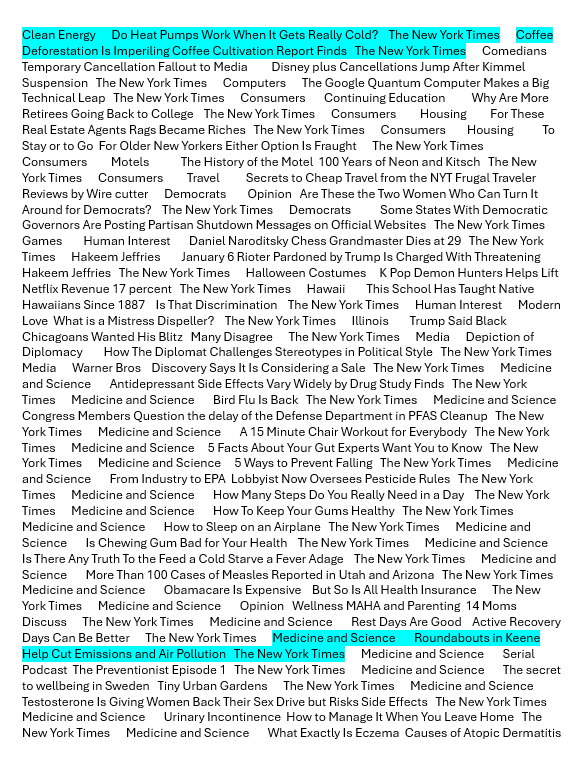 Clean Energy Do Heat Pumps Work When It Gets Really Cold? The New York Times Coffee
Deforestation Is Imperiling Coffee Cultivation Report Finds The New York Times Comedians
Temporary Cancellation Fallout to Media Disney plus Cancellations Jump After Kimmel
Suspension The New York Times Computers The Google Quantum Computer Makes a Big
Technical Leap The New York Times Consumers Continuing Education Why Are More
Retirees Going Back to College The New York Times Consumers Housing For These
Real Estate Agents Rags Became Riches The New York Times Consumers Housing To
Stay or to Go For Older New Yorkers Either Option Is Fraught The New York Times
Consumers Motels The History of the Motel 100 Years of Neon and Kitsch The New
York Times Consumers Travel Secrets to Cheap Travel from the NYT Frugal Traveler
Reviews by Wire cutter Democrats Opinion Are These the Two Women Who Can Turn It
Around for Democrats? The New York Times Democrats Some States With Democratic
Governors Are Posting Partisan Shutdown Messages on Official Websites The New York Times
Games Human Interest Daniel Naroditsky Chess Grandmaster Dies at 29 The New York
Times Hakeem Jeffries January 6 Rioter Pardoned by Trump Is Charged With Threatening
Hakeem Jeffries The New York Times Halloween Costumes K Pop Demon Hunters Helps Lift
Netflix Revenue 17 percent The New York Times Hawaii This School Has Taught Native
Hawaiians Since 1887 Is That Discrimination The New York Times Human Interest Modern
Love What is a Mistress Dispeller? The New York Times Illinois Trump Said Black
Chicagoans Wanted His Blitz Many Disagree The New York Times Media Depiction of
Diplomacy How The Diplomat Challenges Stereotypes in Political Style The New York Times
Media Warner Bros Discovery Says It Is Considering a Sale The New York Times Medicine
and Science Antidepressant Side Effects Vary Widely by Drug Study Finds The New York
Times Medicine and Science Bird Flu Is Back The New York Times Medicine and Science
Congress Members Question the delay of the Defense Department in PFAS Cleanup The New
York Times Medicine and Science A 15 Minute Chair Workout for Everybody The New York
Times Medicine and Science 5 Facts About Your Gut Experts Want You to Know The New
York Times Medicine and Science 5 Ways to Prevent Falling The New York Times Medicine
and Science From Industry to EPA Lobbyist Now Oversees Pesticide Rules The New York
Times Medicine and Science How Many Steps Do You Really Need in a Day The New York
Times Medicine and Science How To Keep Your Gums Healthy The New York Times
Medicine and Science How to Sleep on an Airplane The New York Times Medicine and
Science Is Chewing Gum Bad for Your Health The New York Times Medicine and Science
Is There Any Truth To the Feed a Cold Starve a Fever Adage The New York Times Medicine and
Science More Than 100 Cases of Measles Reported in Utah and Arizona The New York Times
Medicine and Science Obamacare Is Expensive But So Is All Health Insurance The New
York Times Medicine and Science Opinion Wellness MAHA and Parenting 14 Moms
Discuss The New York Times Medicine and Science Rest Days Are Good Active Recovery
Days Can Be Better The New York Times Medicine and Science Roundabouts in Keene
Help Cut Emissions and Air Pollution The New York Times Medicine and Science Serial
Podcast The Preventionist Episode 1 The New York Times Medicine and Science The secret
to wellbeing in Sweden Tiny Urban Gardens The New York Times Medicine and Science
Testosterone Is Giving Women Back Their Sex Drive but Risks Side Effects The New York Times
Medicine and Science Urinary Incontinence How to Manage It When You Leave Home The
New York Times Medicine and Science What Exactly Is Eczema Causes of Atopic Dermatitis